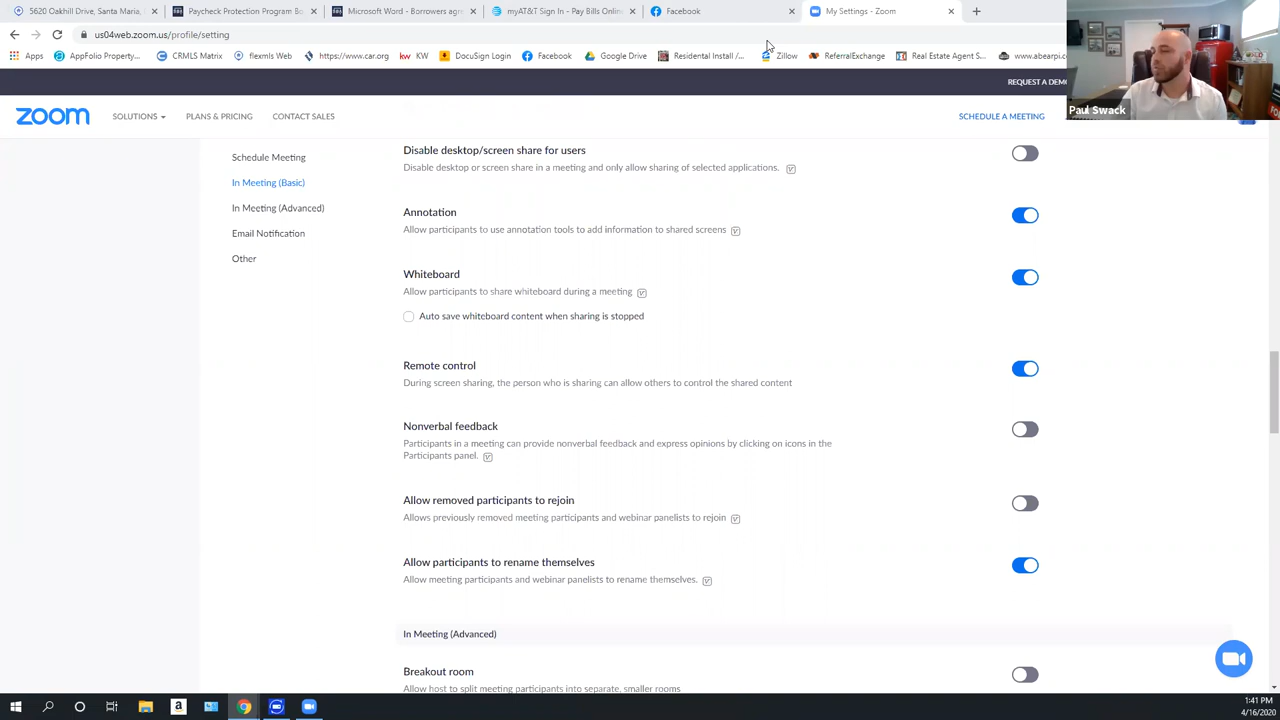 5620 Oakhill Drive, Santa Maria,
Paycheck Protection Program Bo
Microsoft Word - Borrowers agre
myAT&T Sign In - Pay Bills Online
Facebook
My Settings - Zoom
us04web.zoom.us/profile/setting
Apps
AppFolio Property...
CRMLS Matrix
flexmls Web
https://www.car.org
kw KW
DocuSign Login
Facebook
Google Drive
Residental Install /...
Zillow
ReferralExchange
Real Estate Agent S...
www.abearpi.co
REQUEST A DEMO
Paul Swack
zoom
SOLUTIONS
PLANS & PRICING
CONTACT SALES
SCHEDULE A MEETING
Schedule Meeting
In Meeting (Basic)
In Meeting (Advanced)
Email Notification
Other
Disable desktop/screen share for users
Disable desktop or screen share in a meeting and only allow sharing of selected applications.
Annotation
Allow participants to use annotation tools to add information to shared screens
Whiteboard
Allow participants to share whiteboard during a meeting
Auto save whiteboard content when sharing is stopped
Remote control
During screen sharing, the person who is sharing can allow others to control the shared content
Nonverbal feedback
Participants in a meeting can provide nonverbal feedback and express opinions by clicking on icons in the
Participants panel.
Allow removed participants to rejoin
Allows previously removed meeting participants and webinar panelists to rejoin
Allow participants to rename themselves
Allow meeting participants and webinar panelists to rename themselves.
In Meeting (Advanced)
Breakout room
Allow host to split meeting participants into separate, smaller rooms
1:41 PM
4/16/2020